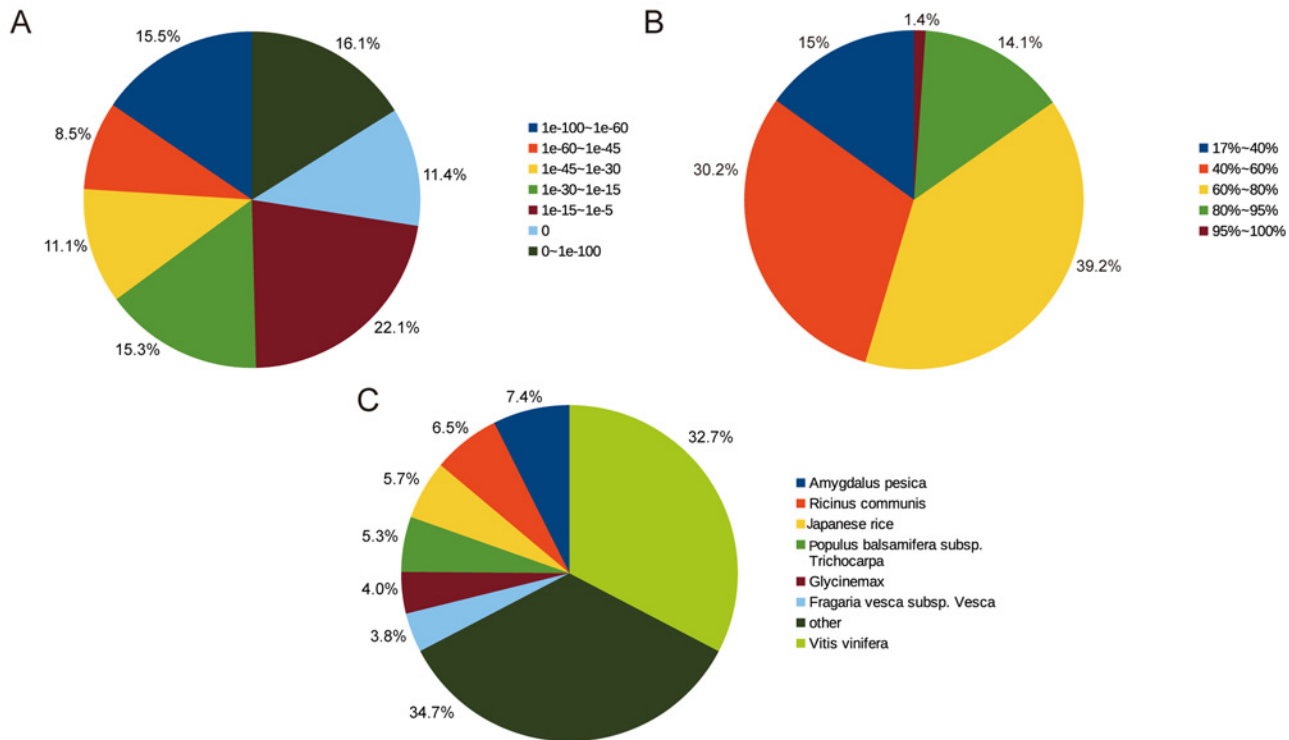 A
15.5%
16.1%
8.5%
11.4%
11.1%
15.3%
22.1%
1e-100~1e-60
1e-60~1e-45
1e-45~1e-30
1e-30~1e-15
1e-15~1e-5
0
0~1e-100
B
1.4%
15%
14.1%
30.2%
39.2%
17%~40%
40%~60%
60%~80%
80%~95%
95%~100%
C
7.4%
6.5%
32.7%
5.7%
5.3%
4.0%
3.8%
34.7%
Amygdalus pesica
Ricinus communis
Japanese rice
Populus balsamifera subsp.
Trichocarpa
Glycinemax
Fragaria vesca subsp. Vesca
other
Vitis vinifera